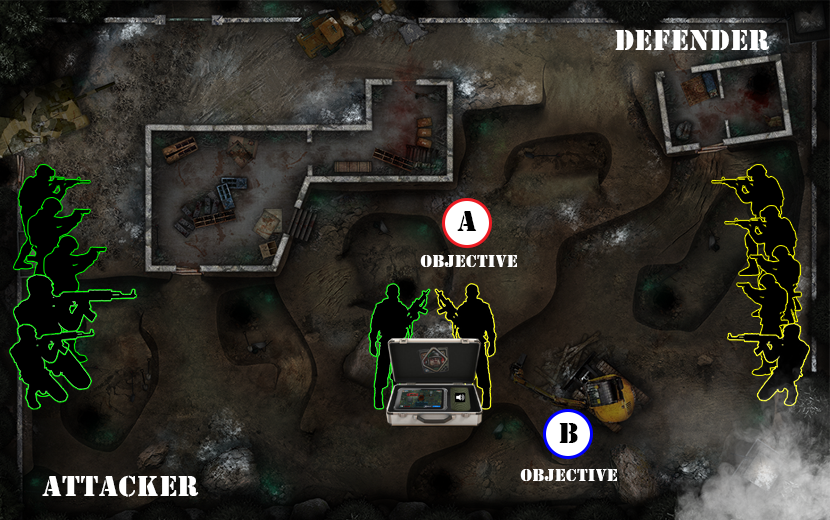 DEFENDER
A
OBJECTIVE
B
OBJECTIVE
ATTACKER